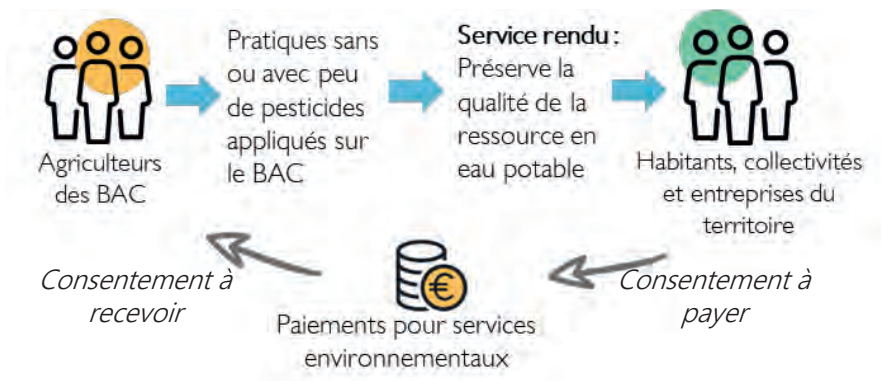 Agriculteurs
des BAC
Pratiques sans
ou avec peu
de pesticides
appliqués sur
le BAC
Service rendu :
Préserve la
qualité de la
ressource en
eau potable
Habitants, collectivités
et entreprises du
territoire
Consentement à
recevoir
€
Paiements pour services
environnementaux
Consentement à
payer